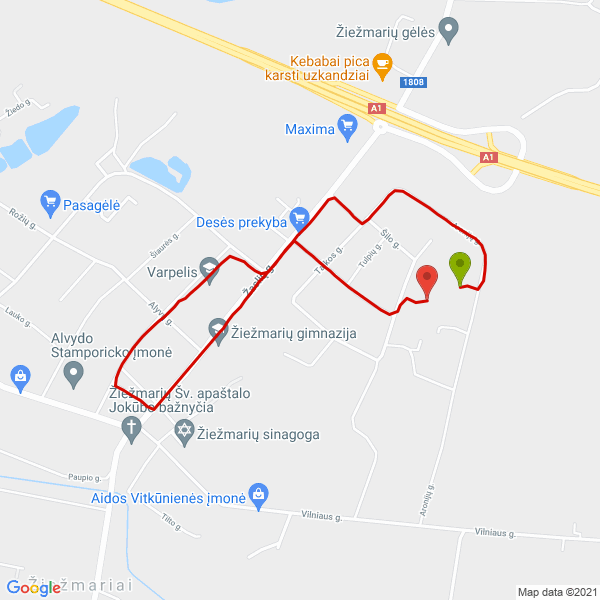 Žiežmarių gėlės
Kebabai pica
karsti uzkandziai
1808
A1
Maxima
Žiedo g.
A1
Pasagėlė
Rožių g.
Desės prekyba
Šilo g.
Šiaurės g.
Tulpių g.
Taikos g.
Varpelis
Žaslių g.
Alyvų g.
Lauko g.
Žiežmarių gimnazija
Alvydo
Stamporicko įmonė
Žiežmarių Šv. apaštalo
Jokūbo bažnyčia
Žiežmarių sinagoga
Paupio g.
Aidos Vitkūnienės įmonė
Aronijų g.
Tilto g.
Vilniaus g.
Vilniaus g.
Žiežmariai
Google
Map data ©2021